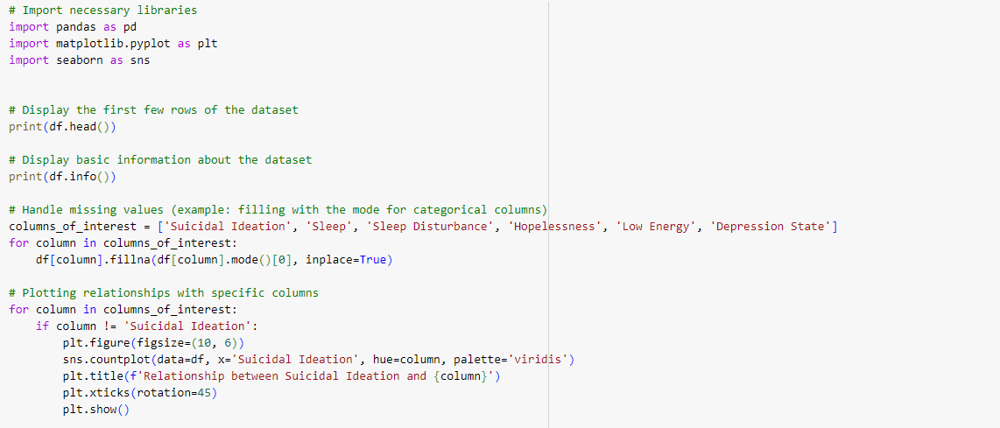 # Import necessary libraries
import pandas as pd
import matplotlib.pyplot as plt
import seaborn as sns
# Display the first few rows of the dataset
print(df.head())
# Display basic information about the dataset
print(df.info())
# Handle missing values (example: filling with the mode for categorical columns)
columns_of_interest = ['Suicidal Ideation', 'Sleep', 'Sleep Disturbance', 'Hopelessness', 'Low Energy', 'Depression State']
for column in columns_of_interest:
    df[column].fillna(df[column].mode()[0], inplace=True)
# Plotting relationships with specific columns
for column in columns_of_interest:
    if column != 'Suicidal Ideation':
        plt.figure(figsize=(10, 6))
        sns.countplot(data=df, x='Suicidal Ideation', hue=column, palette='viridis')
        plt.title(f'Relationship between Suicidal Ideation and {column}')
        plt.xticks(rotation=45)
        plt.show()